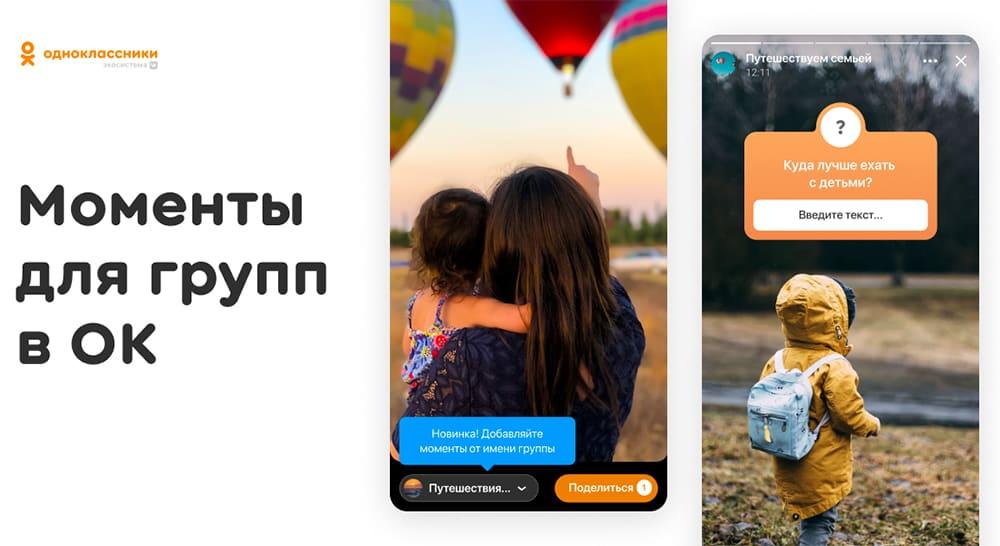 одноклассники
экосистема
Моменты
для групп
в ОК
Новинка! Добавляйте
моменты от имени группы
Путешествия...
Поделиться 1
Путешествуем семьей
12:11
?
Куда лучше ехать
с детьми?
Введите текст...